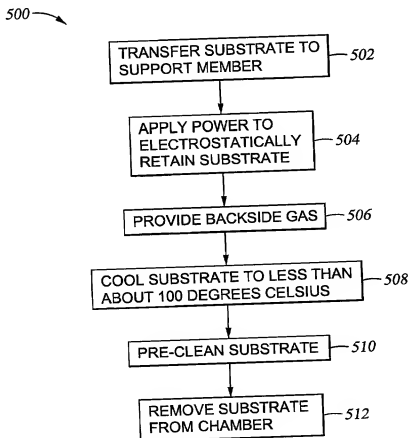 500
TRANSFER SUBSTRATE TO
SUPPORT MEMBER
502
APPLY POWER TO
ELECTROSTATICALLY
RETAIN SUBSTRATE
504
PROVIDE BACKSIDE GAS
506
COOL SUBSTRATE TO LESS THAN
ABOUT 100 DEGREES CELSIUS
508
PRE-CLEAN SUBSTRATE
510
REMOVE SUBSTRATE
FROM CHAMBER
512